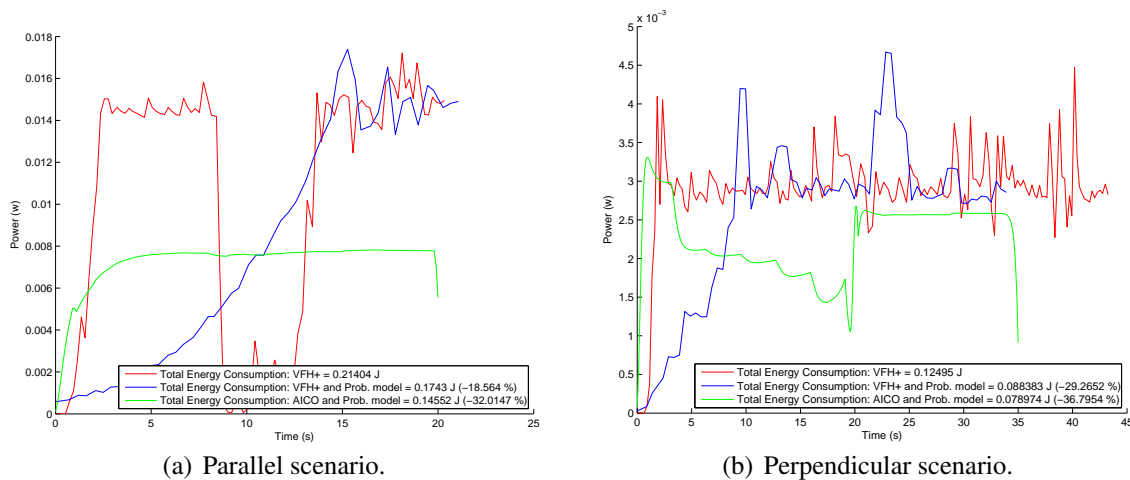 0.018
0.016
0.014
0.012
0.01
0.008
0.006
0.004
0.002
0
Power (w)
0 5 10 15 20 25
Time (s)
Total Energy Consumption: VFH+ = 0.21404 J
Total Energy Consumption: VFH+ and Prob. model = 0.1743 J (−18.564 %)
Total Energy Consumption: AICO and Prob. model = 0.14552 J (−32.0147 %)
(a) Parallel scenario.
x 10−3
5
4.5
4
3.5
3
2.5
2
1.5
1
0.5
0
Power (w)
0 5 10 15 20 25 30 35 40 45
Time (s)
Total Energy Consumption: VFH+ = 0.12495 J
Total Energy Consumption: VFH+ and Prob. model = 0.088383 J (−29.2652 %)
Total Energy Consumption: AICO and Prob. model = 0.078974 J (−36.7954 %)
(b) Perpendicular scenario.